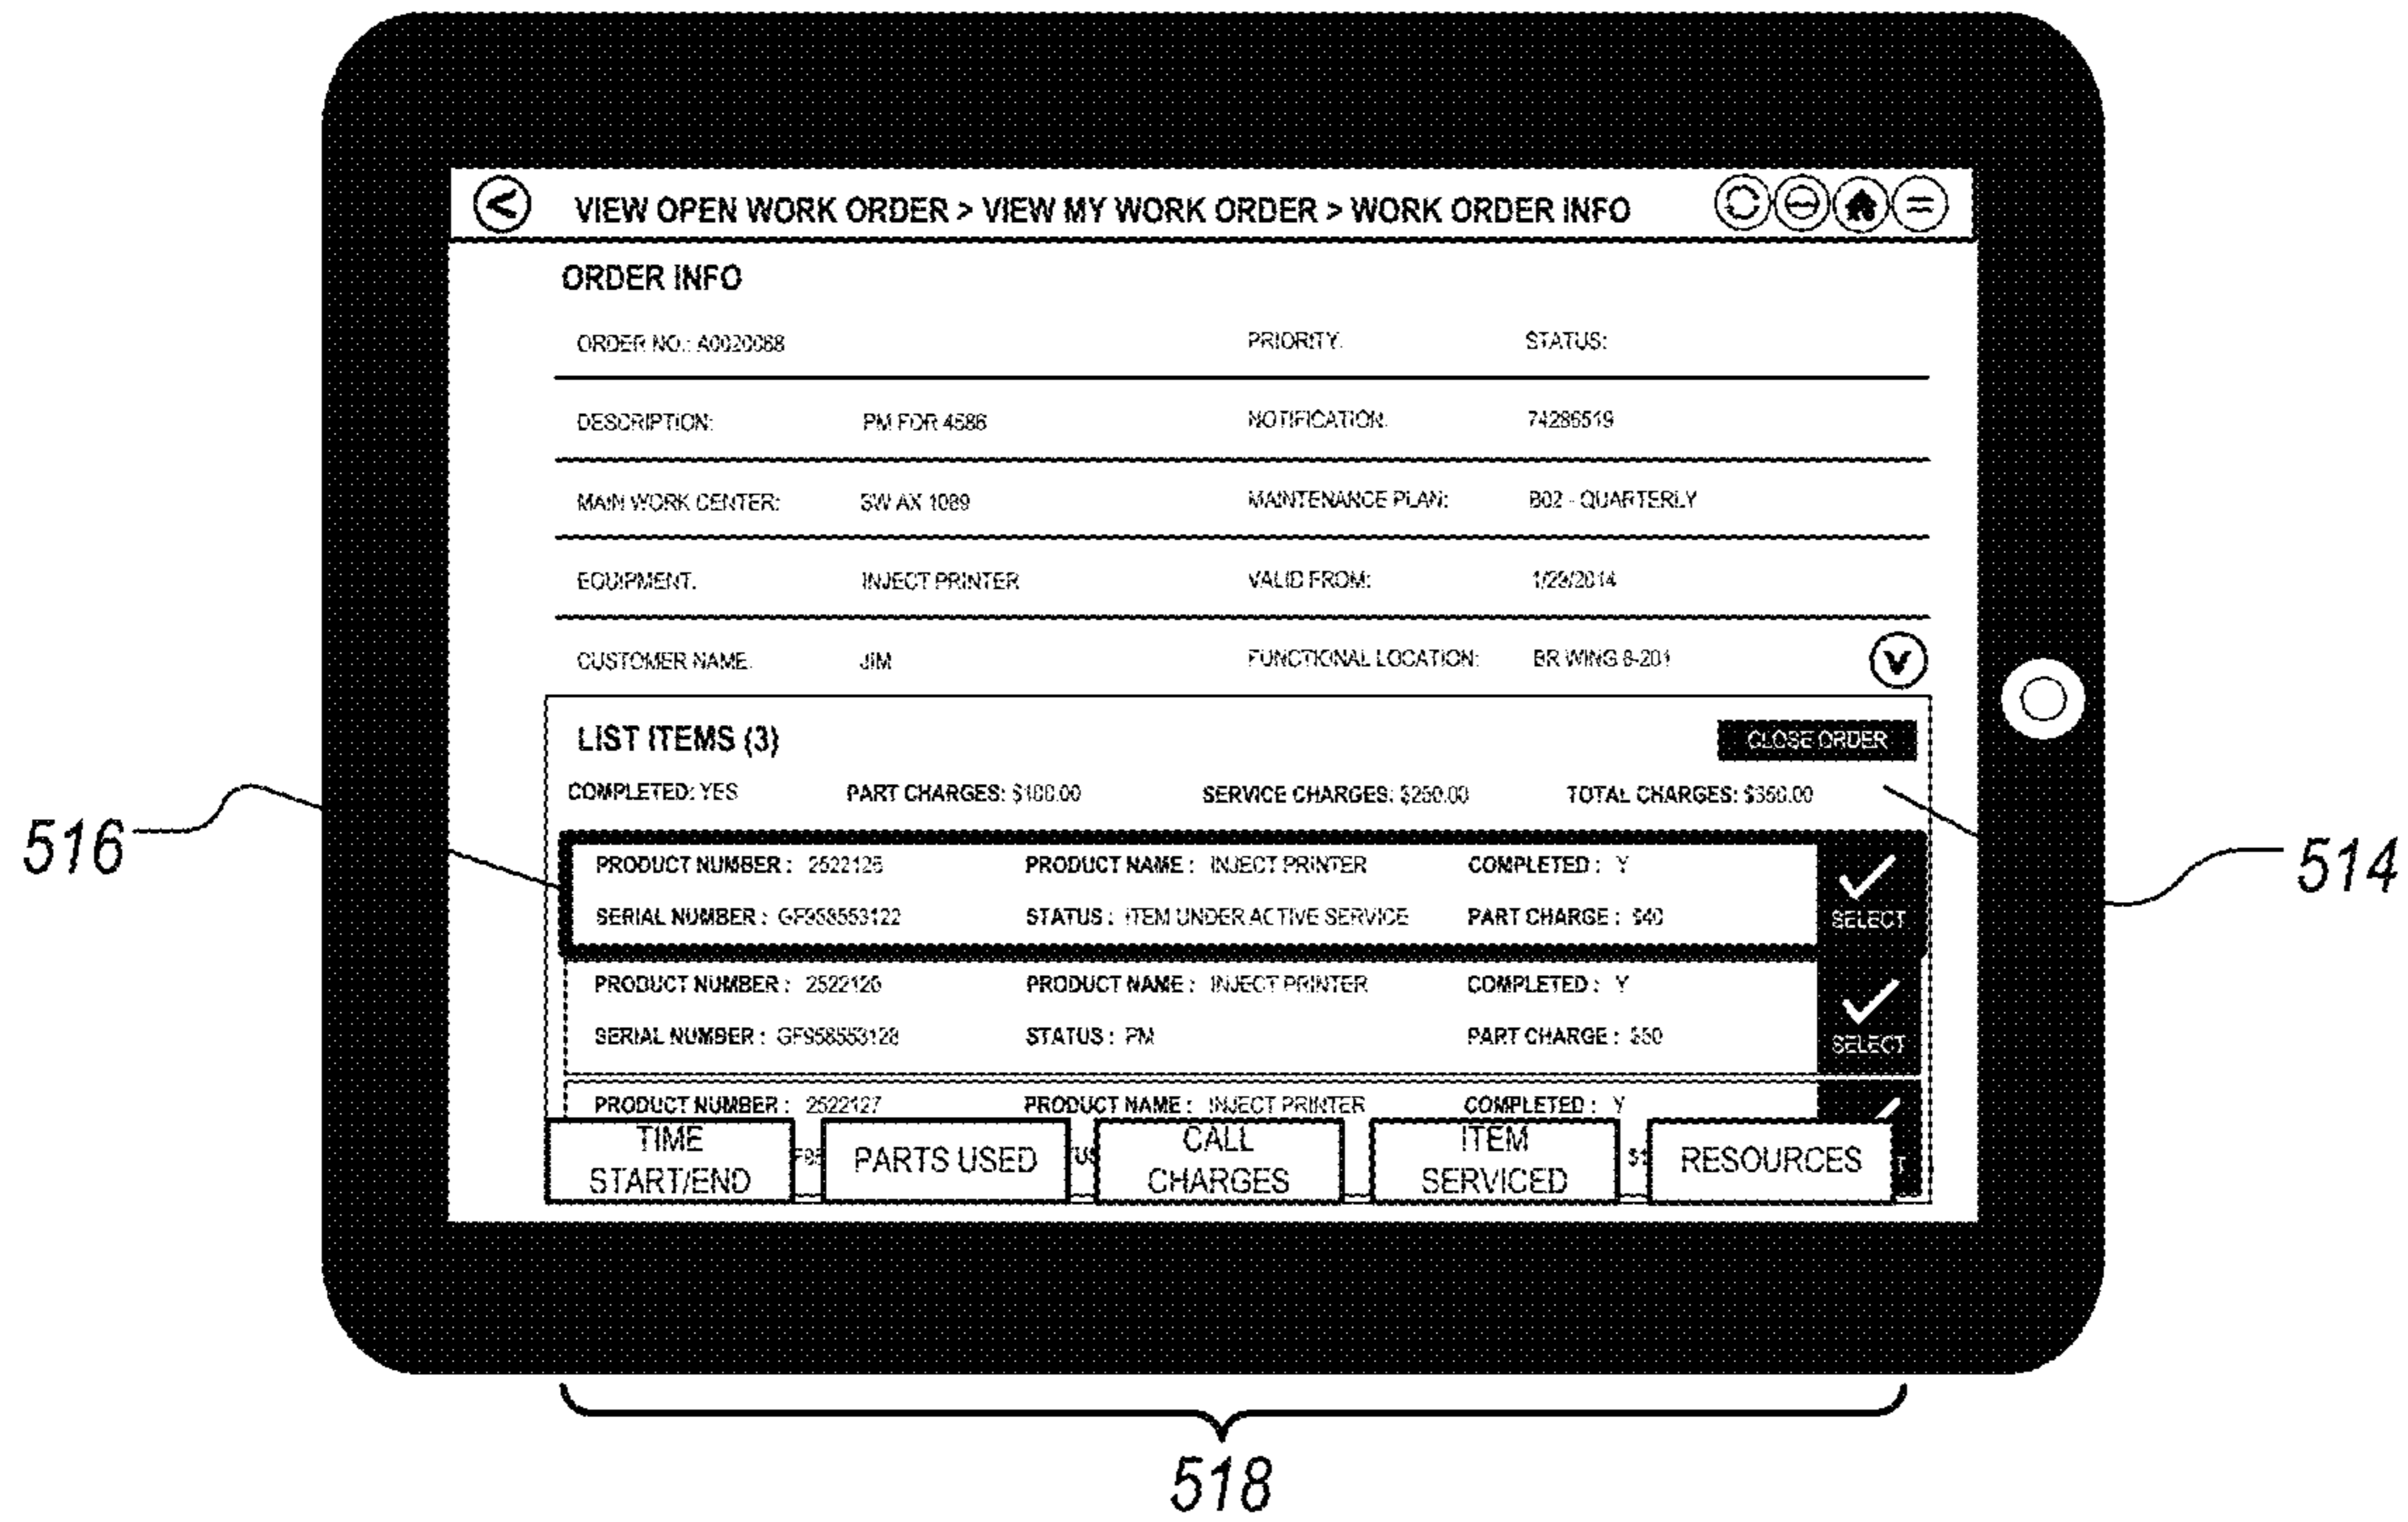 VIEW OPEN WORK ORDER > VIEW MY WORK ORDER > WORK ORDER INFO
ORDER INFO
ORDER NO.: A0020068 PRIORITY: STATUS:
DESCRIPTION: PM FOR 4586 NOTIFICATION: 74286519
MAIN WORK CENTER: SW AX 1089 MAINTENANCE PLAN: B02 - QUARTERLY
EQUIPMENT: INJECT PRINTER VALID FROM: 1/29/2014
CUSTOMER NAME: JIM FUNCTIONAL LOCATION: BR WING 8-201
LIST ITEMS (3) CLOSE ORDER
COMPLETED: YES PART CHARGES: $100.00 SERVICE CHARGES: $250.00 TOTAL CHARGES: $350.00
516
514
PRODUCT NUMBER : 2522125 PRODUCT NAME : INJECT PRINTER COMPLETED : Y
SERIAL NUMBER : GF958553122 STATUS : ITEM UNDER ACTIVE SERVICE PART CHARGE : $40 SELECT
PRODUCT NUMBER : 2522126 PRODUCT NAME : INJECT PRINTER COMPLETED : Y
SERIAL NUMBER : GF958553128 STATUS : PM PART CHARGE : $50 SELECT
PRODUCT NUMBER : 2522127 PRODUCT NAME : INJECT PRINTER COMPLETED : Y
TIME START/END PARTS USED CALL CHARGES ITEM SERVICED RESOURCES
518